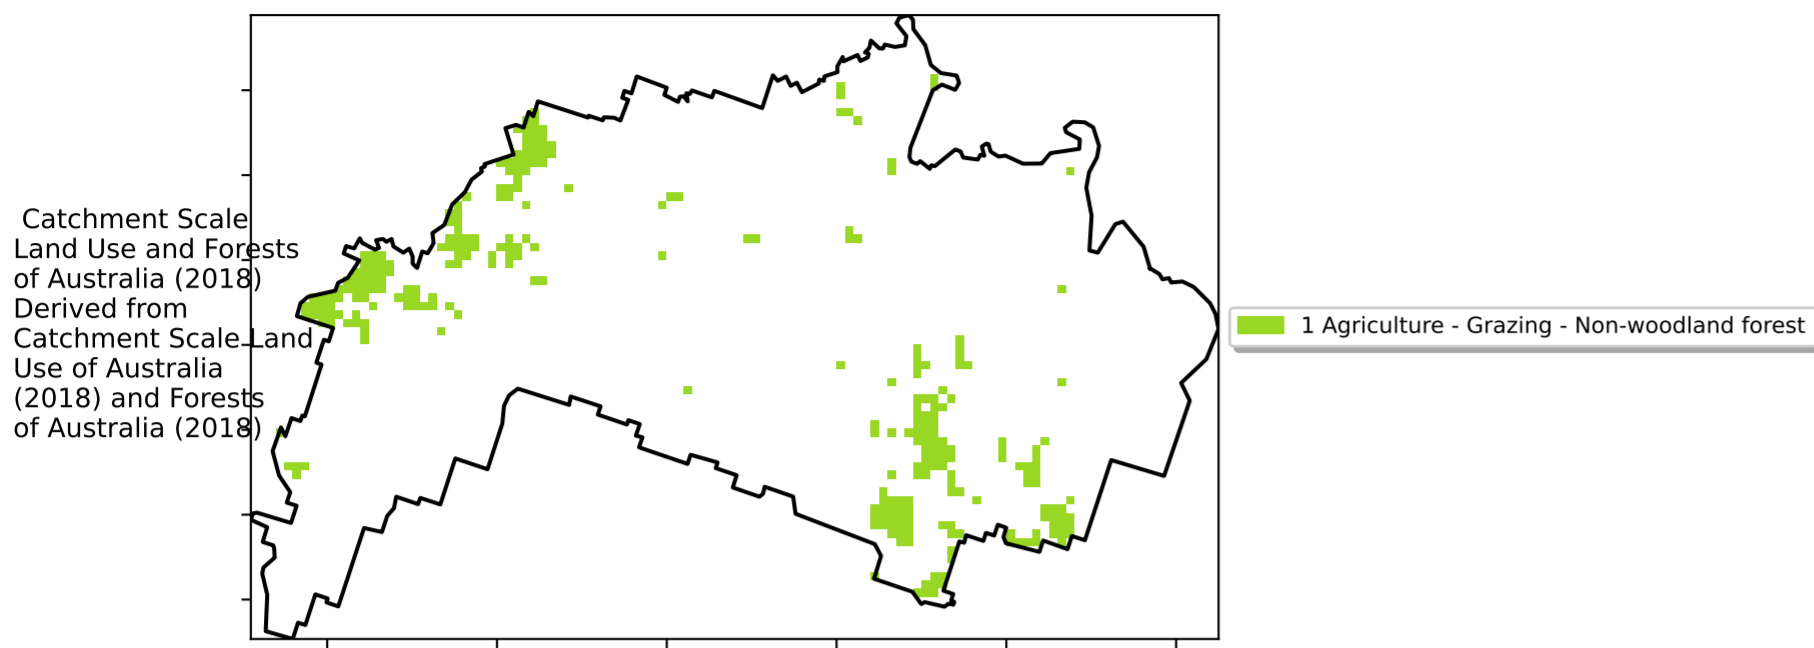 Catchment Scale
Land Use and Forests
of Australia (2018)
Derived from
Catchment Scale Land
Use of Australia
(2018) and Forests
of Australia (2018)
1 Agriculture - Grazing - Non-woodland forest